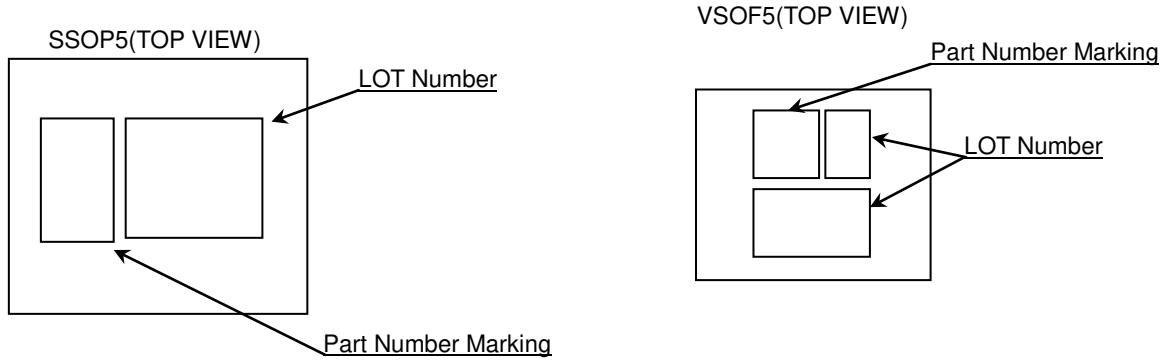 SSOP5(TOP VIEW)
LOT Number
Part Number Marking
VSOF5(TOP VIEW)
Part Number Marking
LOT Number